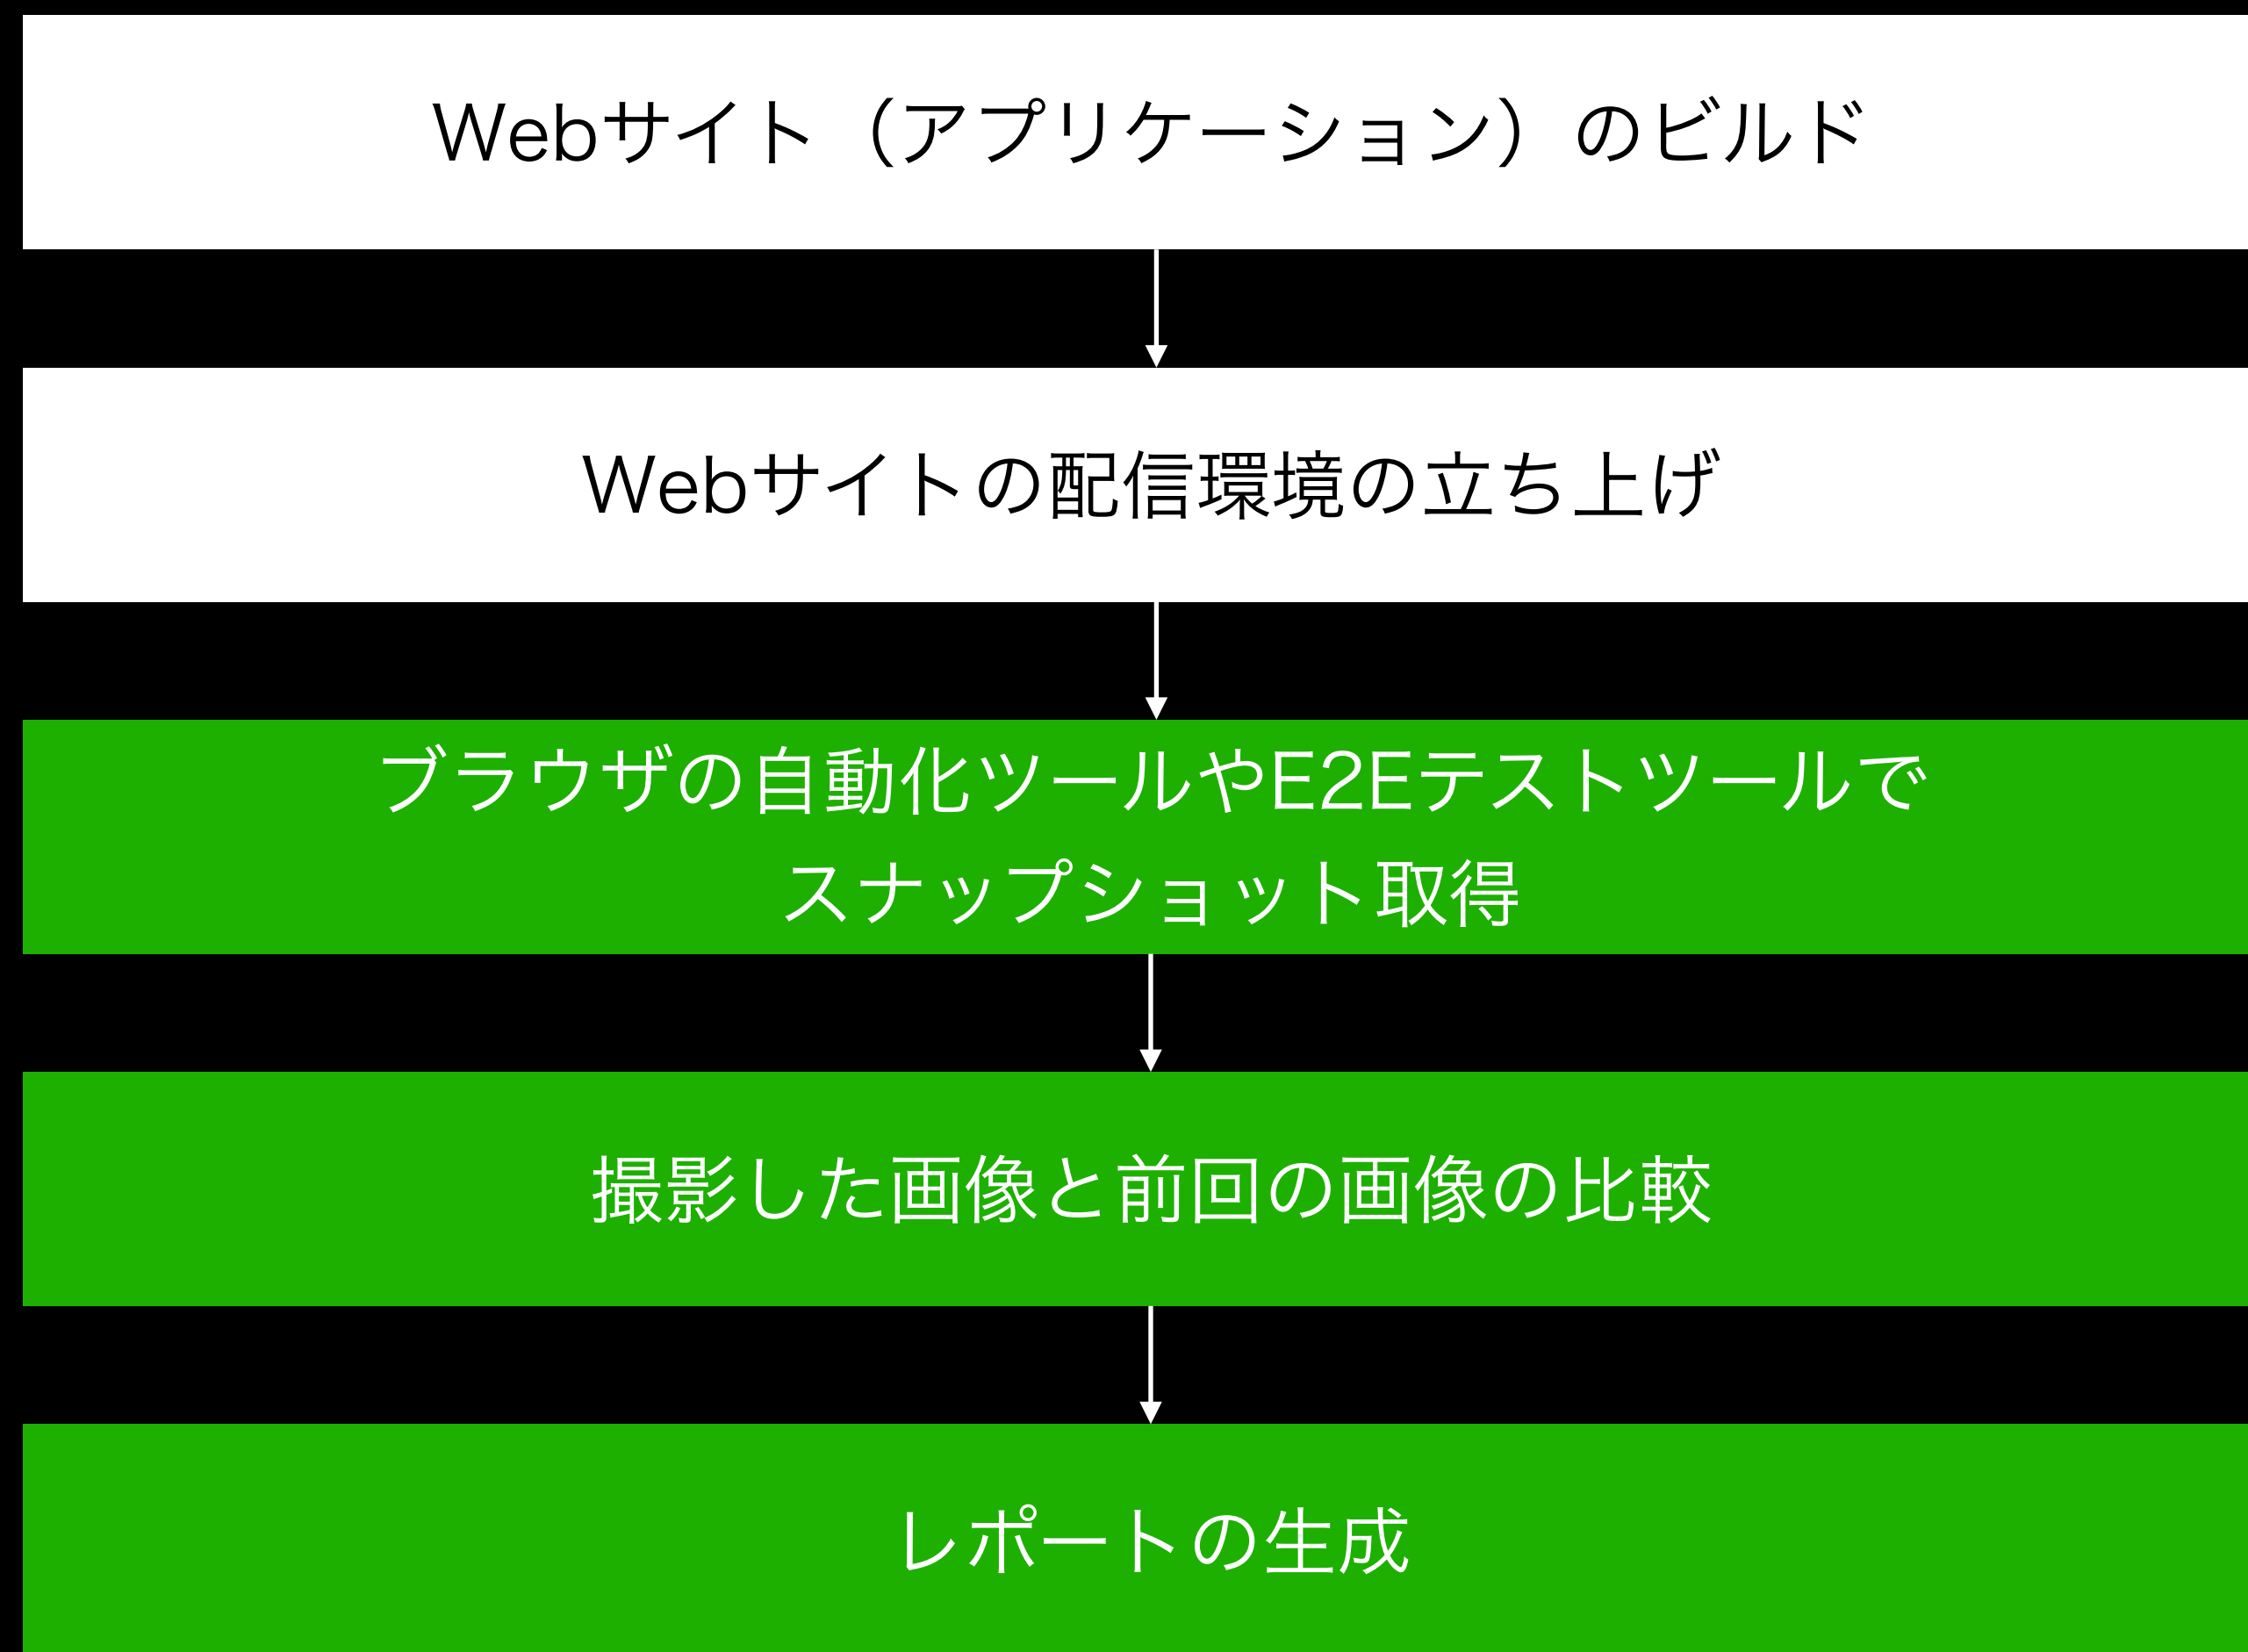 Webサイト（アプリケーション）のビルド
Webサイトの配信環境の立ち上げ
ブラウザの自動化ツールやE2Eテストツールで
スナップショット取得
撮影した画像と前回の画像の比較
レポートの生成